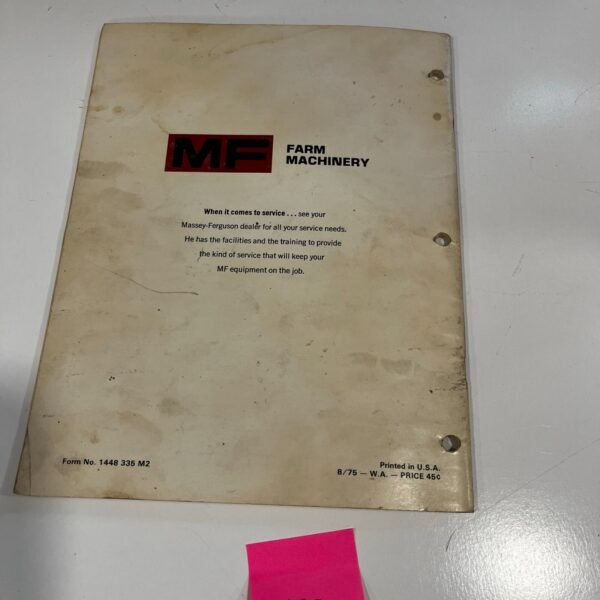 MF
FARM
MACHINERY
When it comes to service . . . see your
Massey-Ferguson dealer for all your service needs.
He has the facilities and the training to provide
the kind of service that will keep your
MF equipment on the job.
Form No. 1448 335 M2
Printed in U.S.A.
8/75 — W.A. — PRICE 45¢